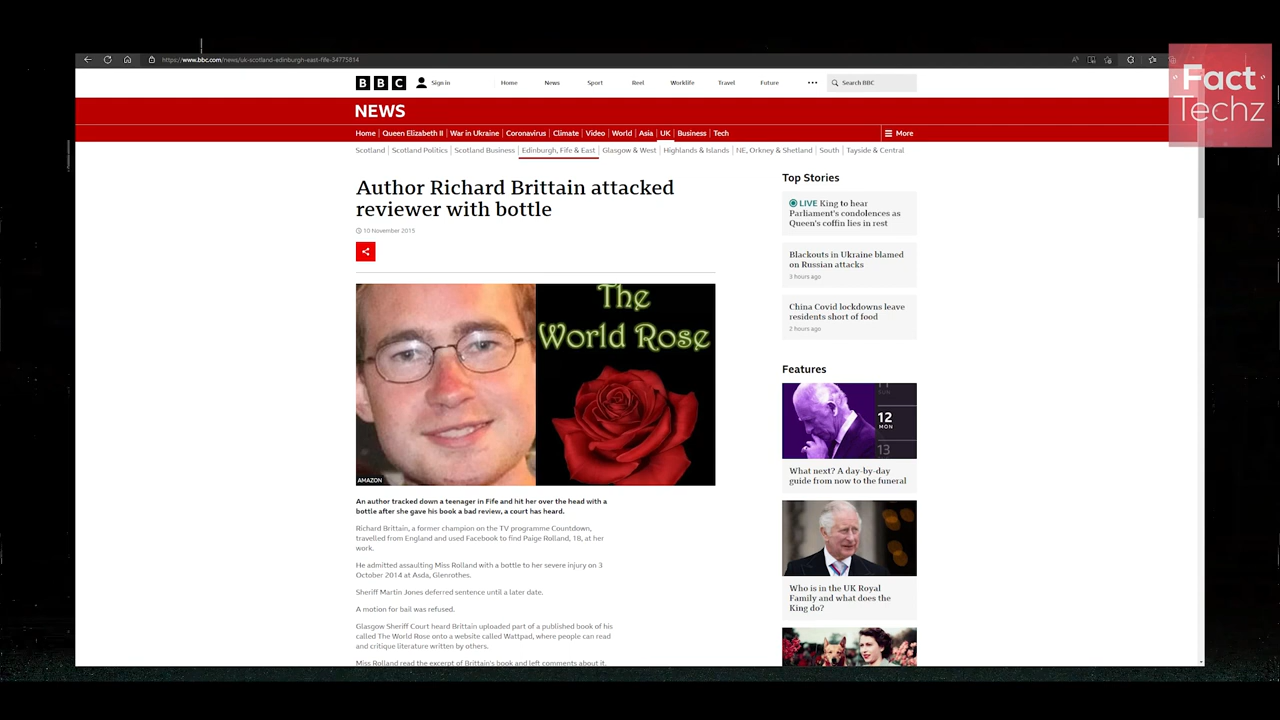 https://www.bbc.com/news/uk-scotland-edinburgh-east-fife-34775814
Fact
Techz
BBC
Sign in
Home
News
Sport
Reel
Worklife
Travel
Future
Search BBC
NEWS
Home
Queen Elizabeth II
War in Ukraine
Coronavirus
Climate
Video
World
Asia
UK
Business
Tech
More
Scotland
Scotland Politics
Scotland Business
Edinburgh, Fife & East
Glasgow & West
Highlands & Islands
NE, Orkney & Shetland
South
Tayside & Central
Author Richard Brittain attacked
reviewer with bottle
10 November 2015
The
World Rose
AMAZON
An author tracked down a teenager in Fife and hit her over the head with a
bottle after she gave his book a bad review, a court has heard.
Richard Brittain, a former champion on the TV programme Countdown,
travelled from England and used Facebook to find Paige Rolland, 18, at her
work.
He admitted assaulting Miss Rolland with a bottle to her severe injury on 3
October 2014 at Asda, Glenrothes.
Sheriff Martin Jones deferred sentence until a later date.
A motion for bail was refused.
Glasgow Sheriff Court heard Brittain uploaded part of a published book of his
called The World Rose onto a website called Wattpad, where people can read
and critique literature written by others.
Miss Rolland read the excerpt of Brittain's book and left comments about it,
Top Stories
LIVE King to hear
Parliament's condolences as
Queen's coffin lies in rest
Blackouts in Ukraine blamed
on Russian attacks
3 hours ago
China Covid lockdowns leave
residents short of food
2 hours ago
Features
11
SUN
12
MON
13
What next? A day-by-day
guide from now to the funeral
Who is in the UK Royal
Family and what does the
King do?